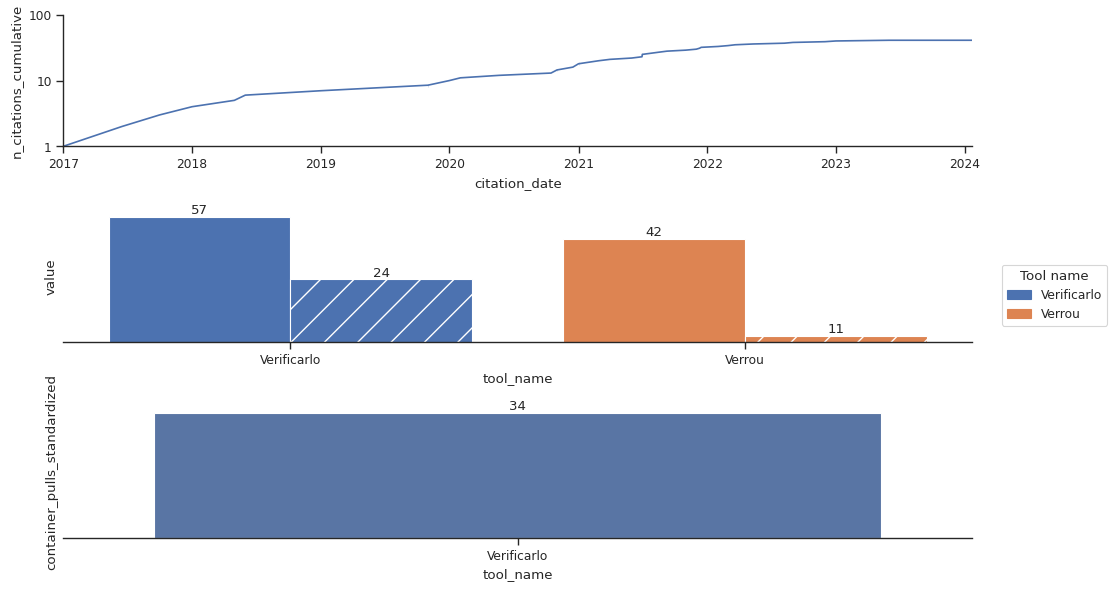 n_citations_cumulative
100
10
1
2017 2018 2019 2020 2021 2022 2023 2024
citation_date
value
57
24
42
11
Verificarlo Verrou
tool_name
Tool name
Verificarlo
Verrou
container_pulls_standardized
34
Verificarlo
tool_name